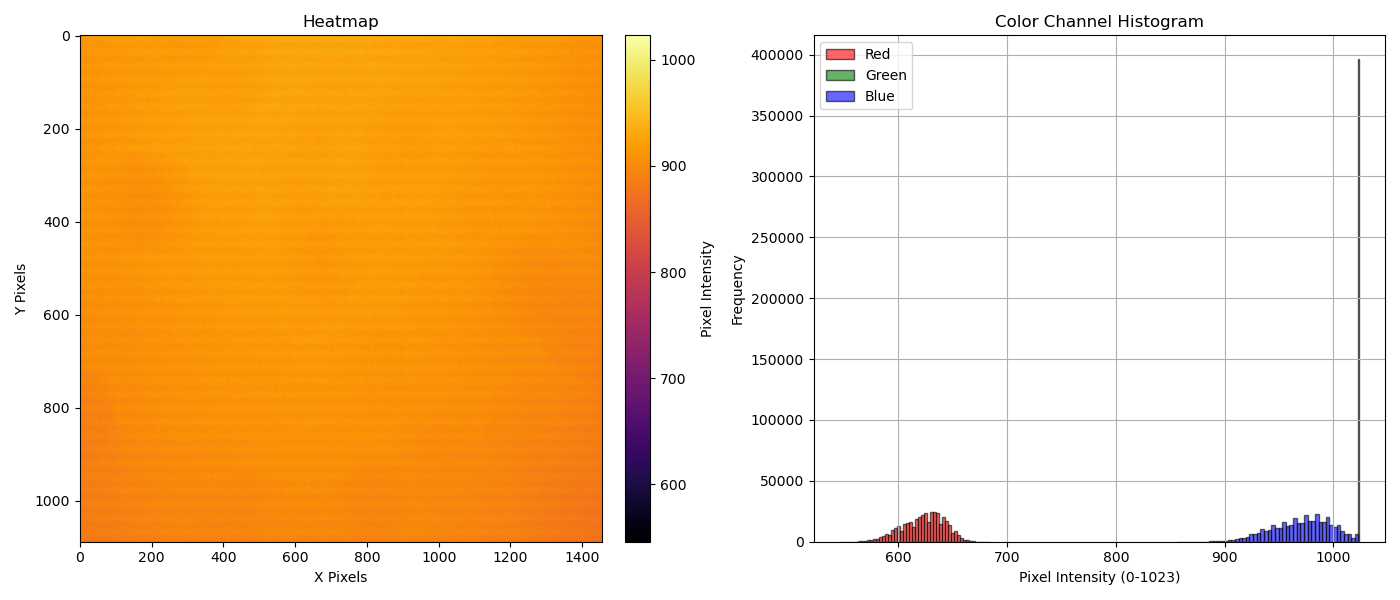 Heatmap
0
200
400
600
800
1000
0 200 400 600 800 1000 1200 1400
X Pixels
Y Pixels
1000
900
800
700
600
Pixel Intensity
Color Channel Histogram
Red
Green
Blue
400000
350000
300000
250000
200000
150000
100000
50000
0
600 700 800 900 1000
Pixel Intensity (0-1023)
Frequency